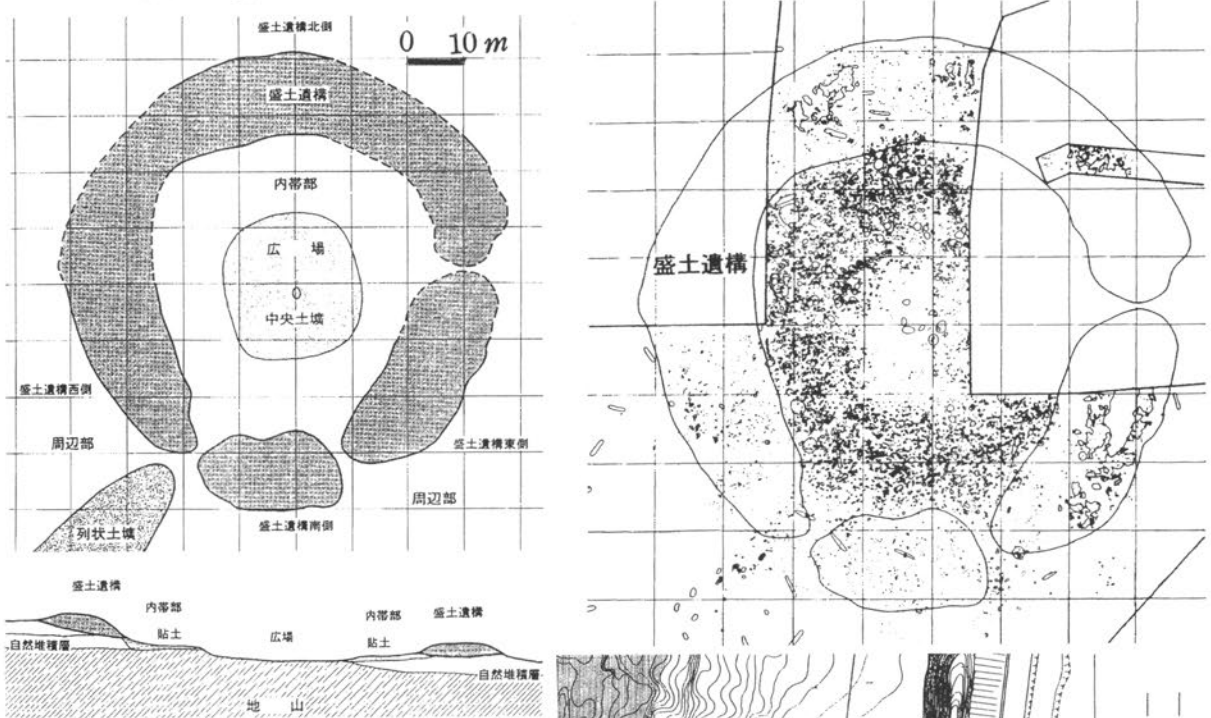 盛土遺構北側
0 10 m
盛土遺構
内帯部
広 場
中央土壙
盛土遺構西側
周辺部
盛土遺構東側
周辺部
列状土壙
盛土遺構南側
盛土遺構
内帯部
内帯部
盛土遺構
貼土
広場
貼土
自然堆積層
自然堆積層
地 山
盛土遺構